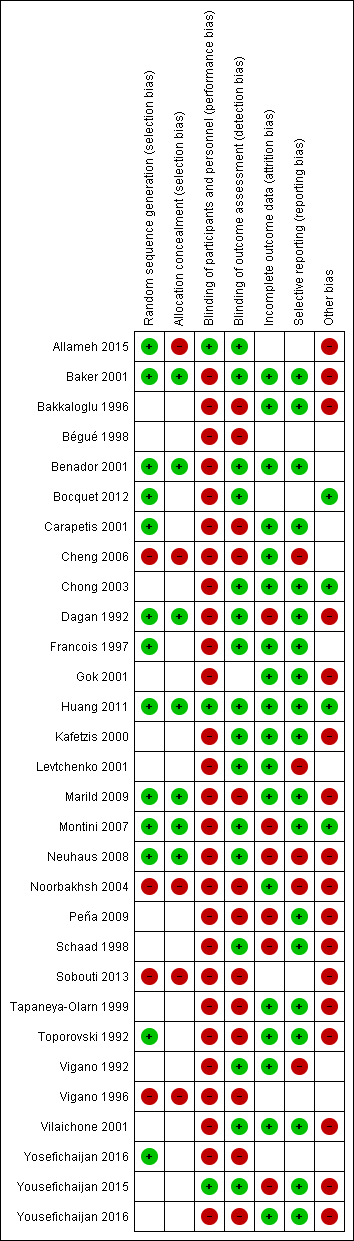 Random sequence generation (selection bias)
Allocation concealment (selection bias)
Blinding of participants and personnel (performance bias)
Blinding of outcome assessment (detection bias)
Incomplete outcome data (attrition bias)
Selective reporting (reporting bias)
Other bias
Allameh 2015 + - + + -
Baker 2001 + + - + + + -
Bakkaloglu 1996 - - + + -
Bégué 1998 - -
Benador 2001 + + - + + +
Bocquet 2012 + - + +
Carapetis 2001 + - - + +
Cheng 2006 - - - - + -
Chong 2003 - + + + +
Dagan 1992 + + - + - + -
Francois 1997 + - + + +
Gok 2001 - + + -
Huang 2011 + + + + + + +
Kafetzis 2000 - + + + -
Levtchenko 2001 - + + -
Marild 2009 + + - - + + -
Montini 2007 + + - + - + +
Neuhaus 2008 + + - + - - -
Noorbakhsh 2004 - - - - + - -
Peña 2009 - - - + -
Schaad 1998 - + - + -
Sobouti 2013 - - - - -
Tapaneya-Olarn 1999 - - + + -
Toporovski 1992 + - - + + -
Vigano 1992 - + + -
Vigano 1996 - - - -
Vilaichone 2001 - + + + -
Yosefichaijan 2016 + - -
Yousefichaijan 2015 + + - + -
Yousefichaijan 2016 - - + + -